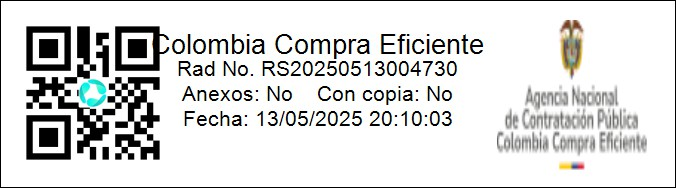 Colombia Compra Eficiente
Rad No. RS20250513004730
Anexos: No    Con copia: No
Fecha: 13/05/2025 20:10:03
Agencia Nacional
de Contratación Pública
Colombia Compra Eficiente